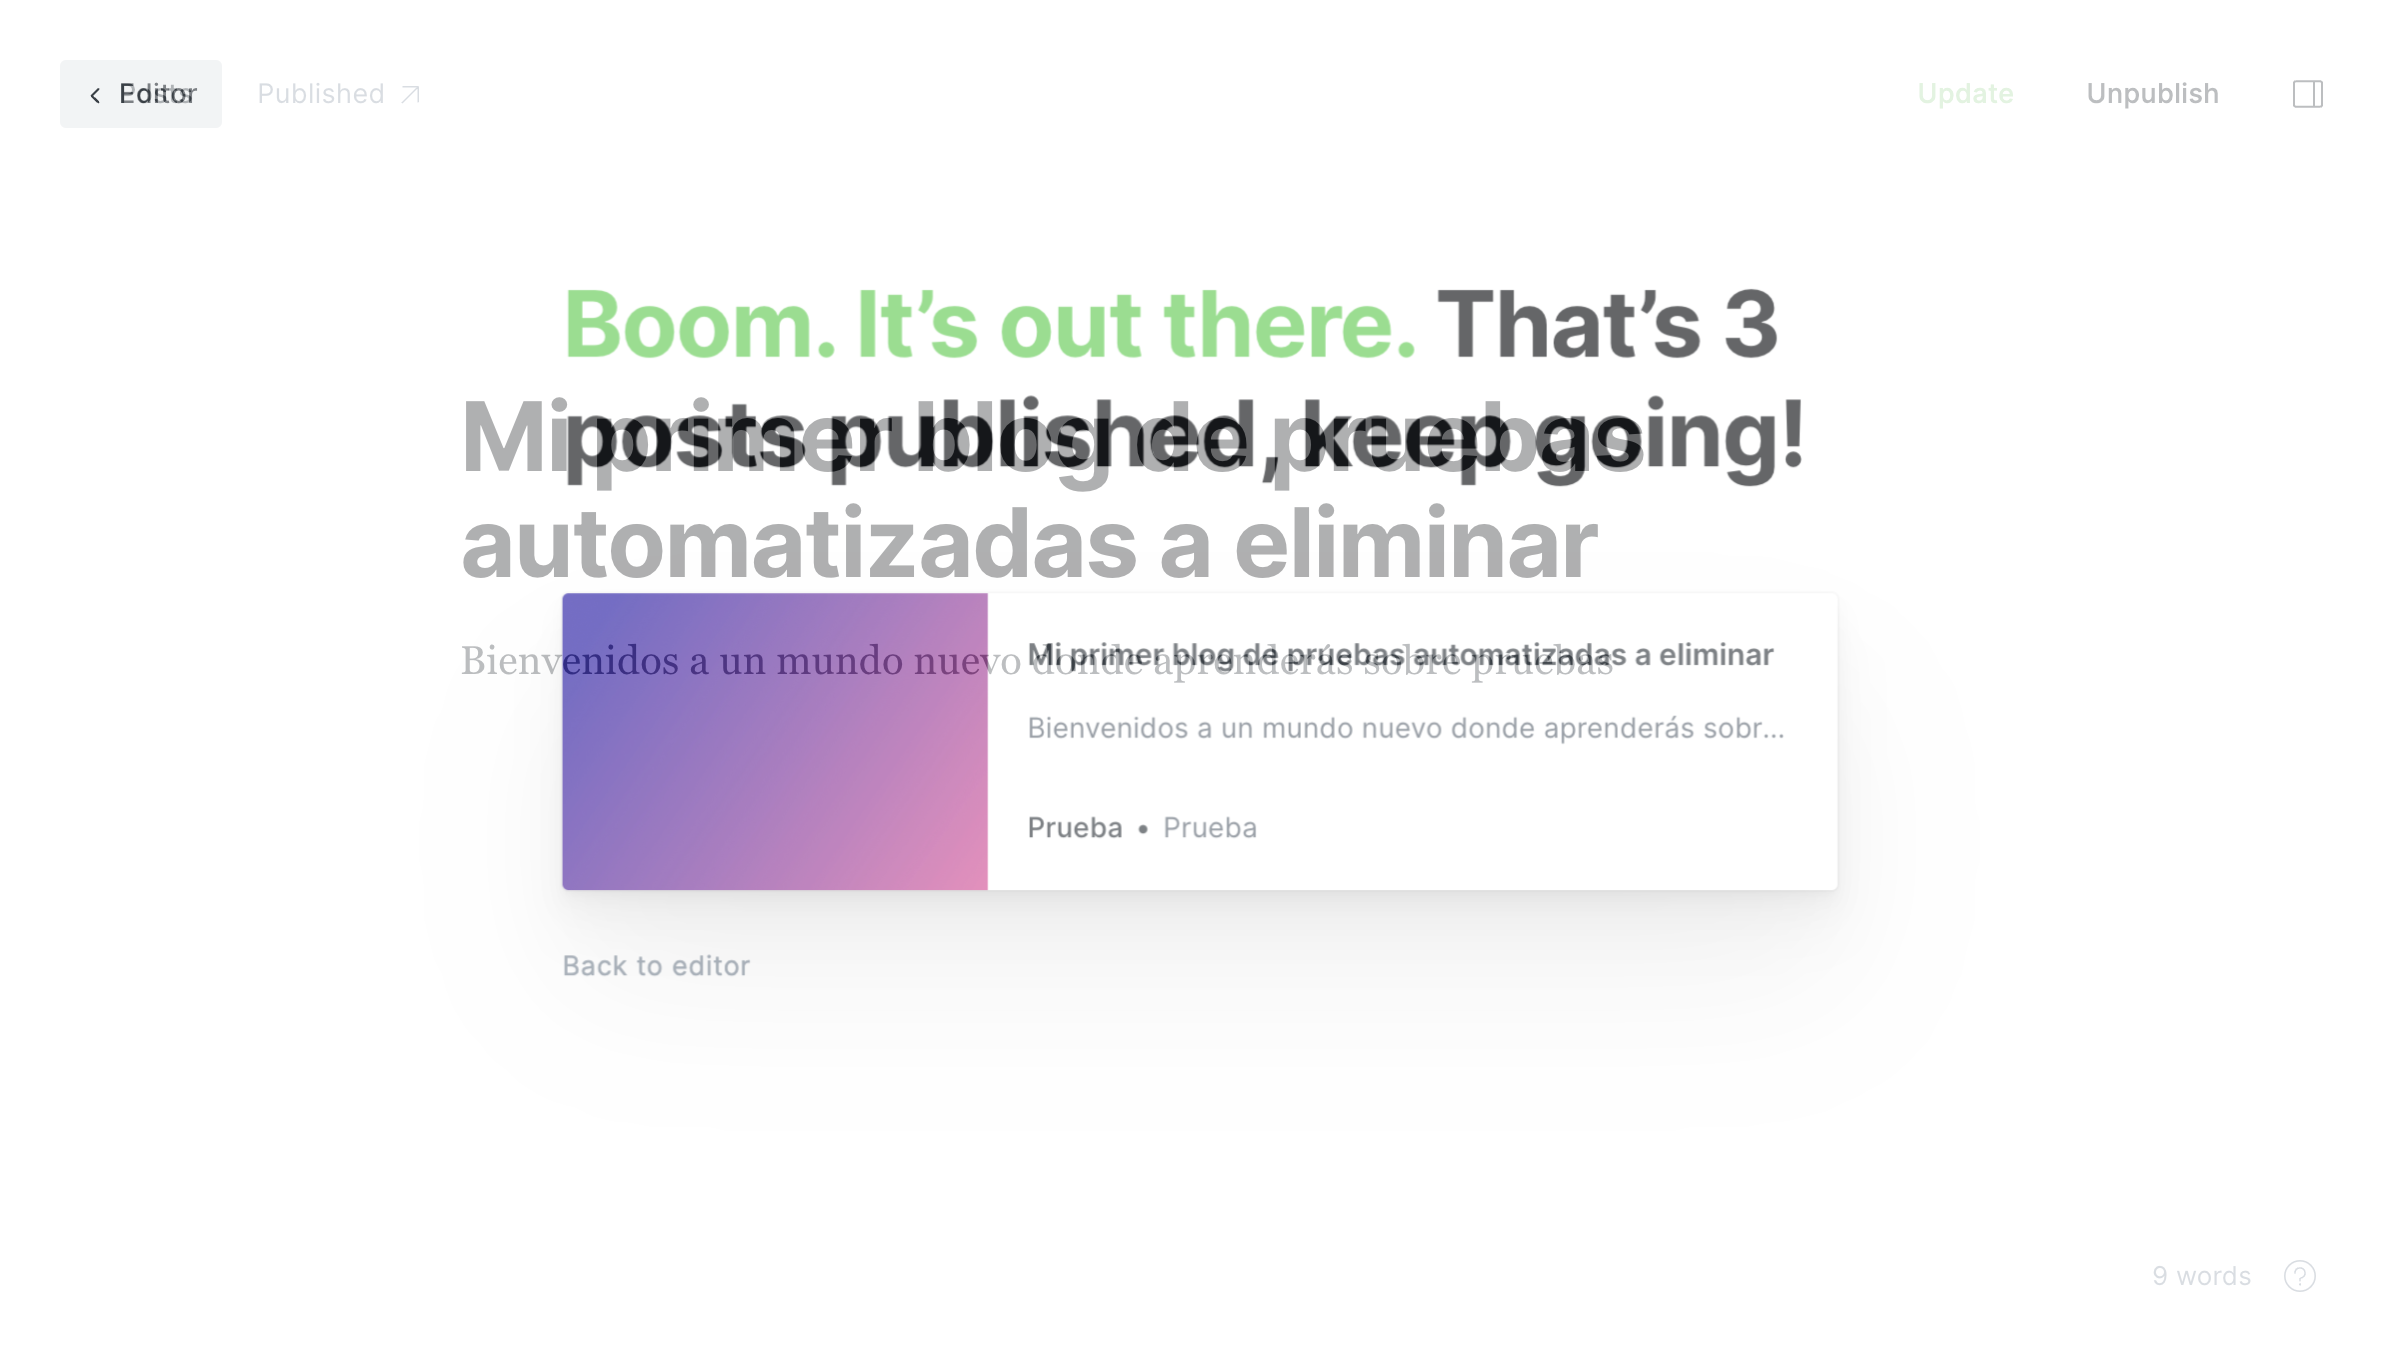 Editor
Posts
Published
Update
Unpublish
Boom. It's out there. That's 3
posts published, keep going!
Mi primer blog de pruebas
automatizadas a eliminar
Bienvenidos a un mundo nuevo donde aprenderás sobre pruebas
Mi primer blog de pruebas automatizadas a eliminar
Bienvenidos a un mundo nuevo donde aprenderás sobr...
Prueba • Prueba
Back to editor
9 words
?